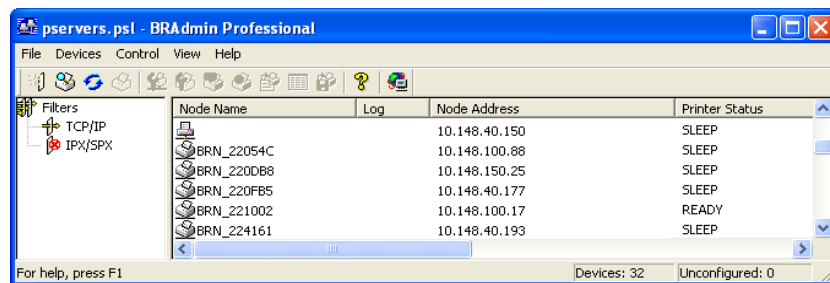 pservers.psl - BRAdmin Professional
File Devices Control View Help
Filters
TCP/IP
IPX/SPX
Node Name Log Node Address Printer Status
10.148.40.150 SLEEP
BRN_22054C 10.148.100.88 SLEEP
BRN_220DB8 10.148.150.25 SLEEP
BRN_220FB5 10.148.40.177 SLEEP
BRN_221002 10.148.100.17 READY
BRN_224161 10.148.40.193 SLEEP
For help, press F1 Devices: 32 Unconfigured: 0